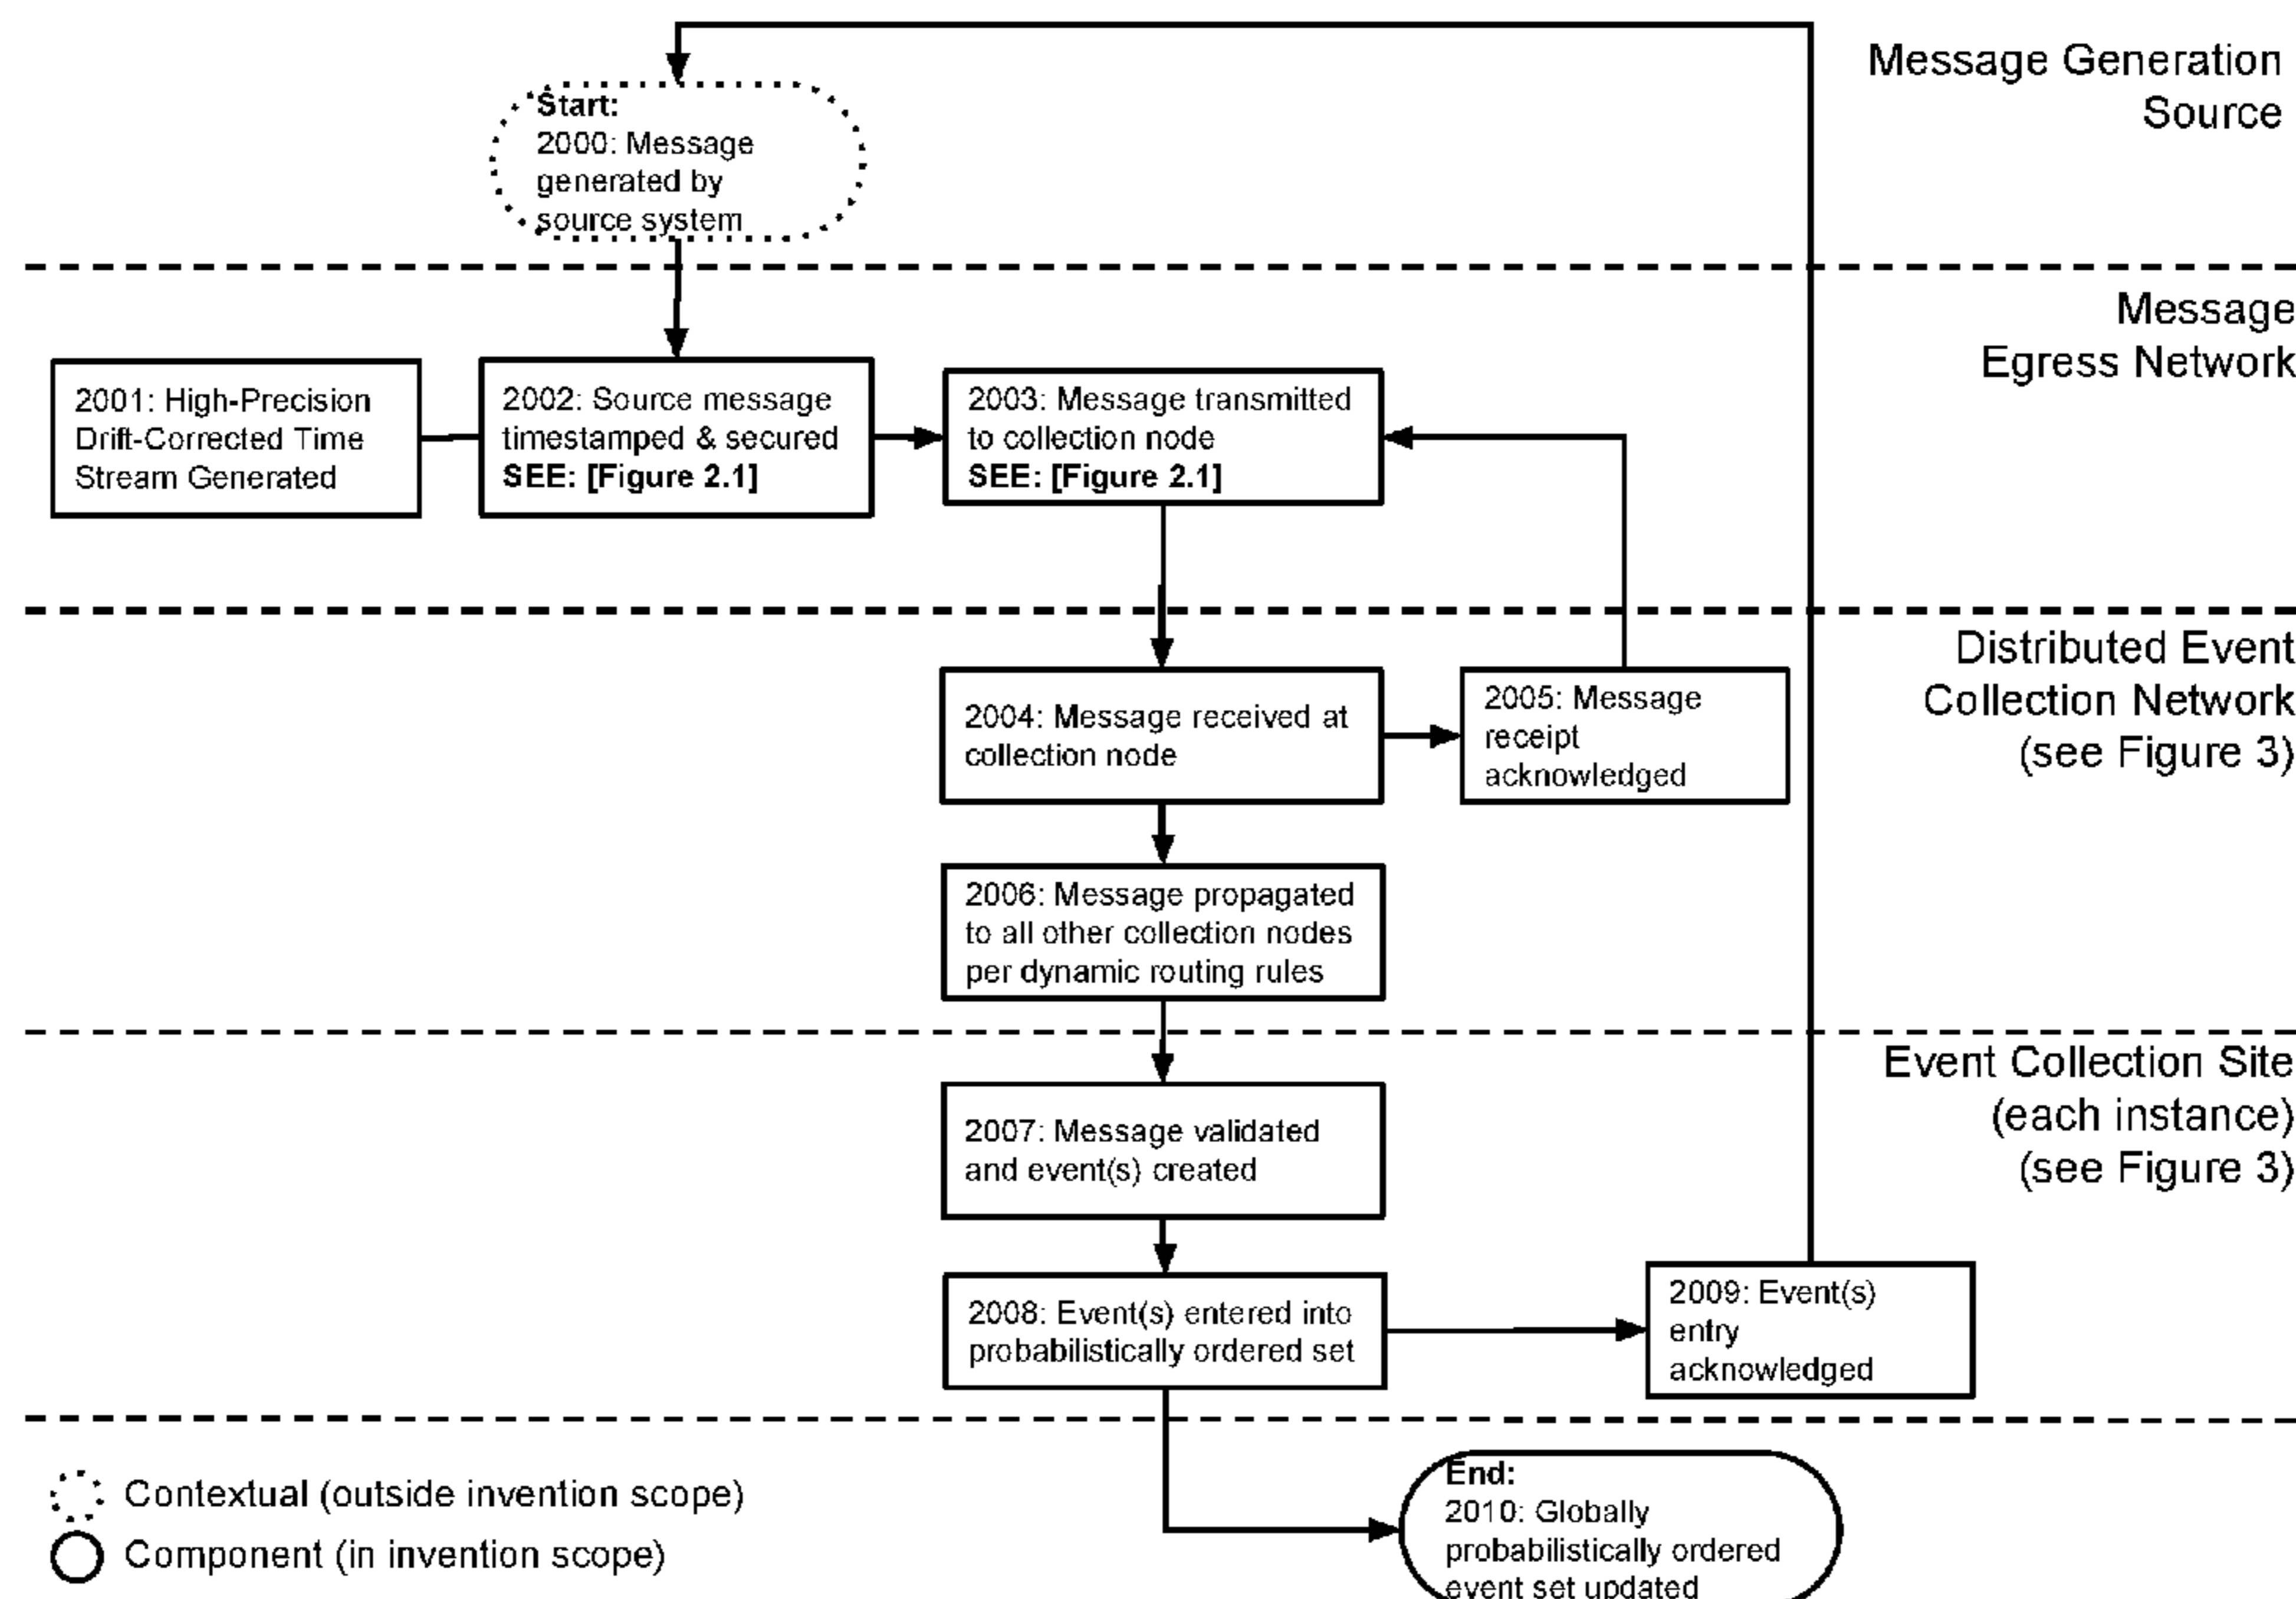 Message Generation
Source
Start:
2000: Message
generated by
source system
Message
Egress Network
2001: High-Precision
Drift-Corrected Time
Stream Generated
2002: Source message
timestamped & secured
SEE: [Figure 2.1]
2003: Message transmitted
to collection node
SEE: [Figure 2.1]
Distributed Event
Collection Network
(see Figure 3)
2004: Message received at
collection node
2005: Message
receipt
acknowledged
2006: Message propagated
to all other collection nodes
per dynamic routing rules
Event Collection Site
(each instance)
(see Figure 3)
2007: Message validated
and event(s) created
2008: Event(s) entered into
probabilistically ordered set
2009: Event(s)
entry
acknowledged
End:
2010: Globally
probabilistically ordered
event set updated
Contextual (outside invention scope)
Component (in invention scope)